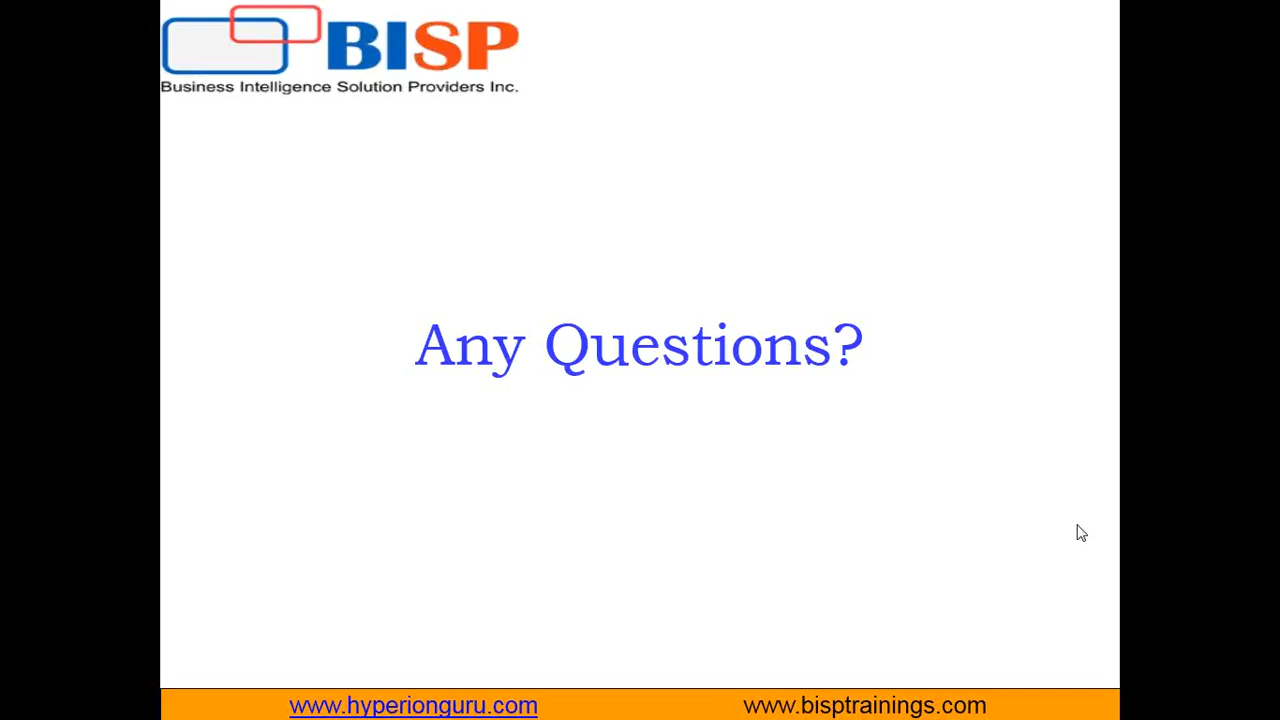 BISP
Business Intelligence Solution Providers Inc.
Any Questions?
www.hyperionguru.com
www.bisptrainings.com